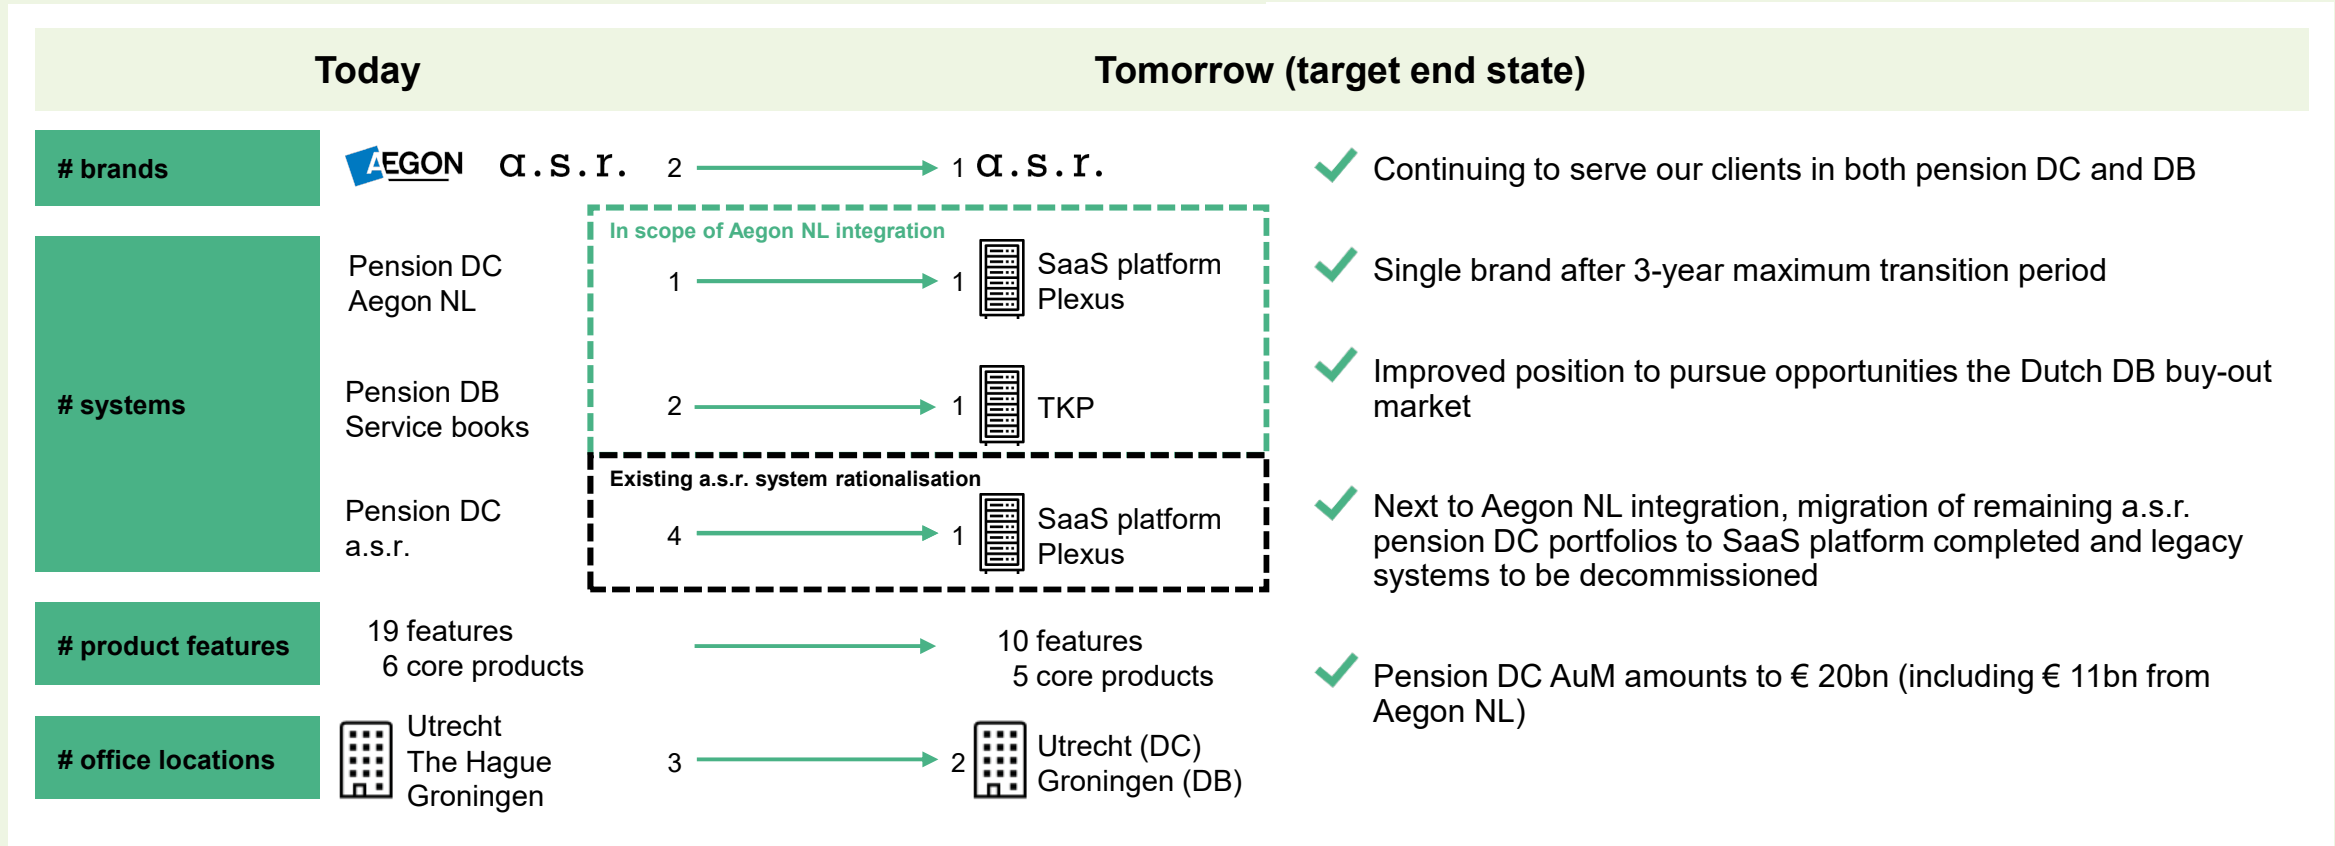 Today
Tomorrow (target end state)
# brands
AEGON
a.s.r.
2
1
a.s.r.
# systems
In scope of Aegon NL integration
Pension DC
Aegon NL
1
1
SaaS platform
Plexus
Pension DB
Service books
2
1
TKP
Existing a.s.r. system rationalisation
Pension DC
a.s.r.
4
1
SaaS platform
Plexus
# product features
19 features
6 core products
10 features
5 core products
# office locations
Utrecht
The Hague
Groningen
3
2
Utrecht (DC)
Groningen (DB)
Continuing to serve our clients in both pension DC and DB
Single brand after 3-year maximum transition period
Improved position to pursue opportunities the Dutch DB buy-out
market
Next to Aegon NL integration, migration of remaining a.s.r.
pension DC portfolios to SaaS platform completed and legacy
systems to be decommissioned
Pension DC AuM amounts to € 20bn (including € 11bn from
Aegon NL)